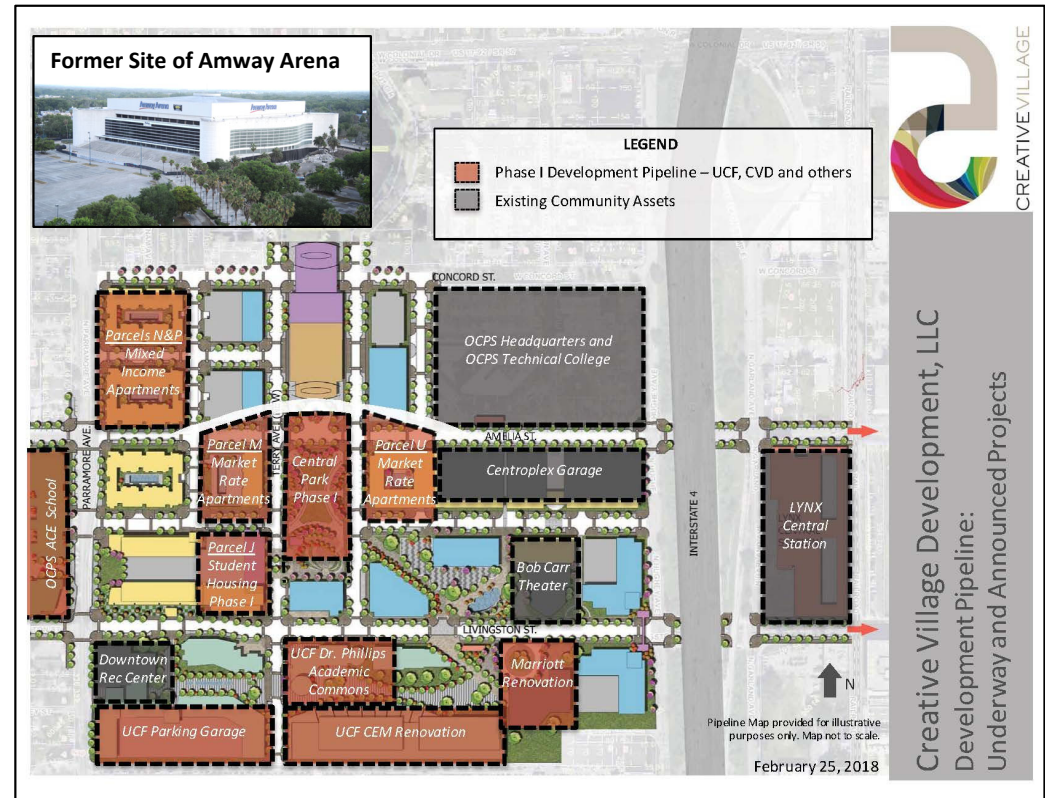 Former Site of Amway Arena
Amway Arena
LEGEND
Phase I Development Pipeline – UCF, CVD and others
Existing Community Assets
CREATIVEVILLAGE
CONCORD ST.
W CONCORD ST
Parcels N&P
Mixed
Income
Apartments
OCPS Headquarters and
OCPS Technical College
PARRAMORE AVE.
AMELIA ST.
Parcel M
Market
Rate
Apartments
Central
Park
Phase I
Parcel U
Market
Rate
Apartments
Centroplex Garage
OCPS ACE School
INTERSTATE 4
LYNX
Central
Station
Parcel J
Student
Housing
Phase I
Bob Carr
Theater
LIVINGSTON ST.
Downtown
Rec Center
UCF Dr. Phillips
Academic
Commons
Marriott
Renovation
UCF Parking Garage
UCF CEM Renovation
N
Pipeline Map provided for illustrative
purposes only. Map not to scale.
February 25, 2018
Creative Village Development, LLC
Development Pipeline:
Underway and Announced Projects